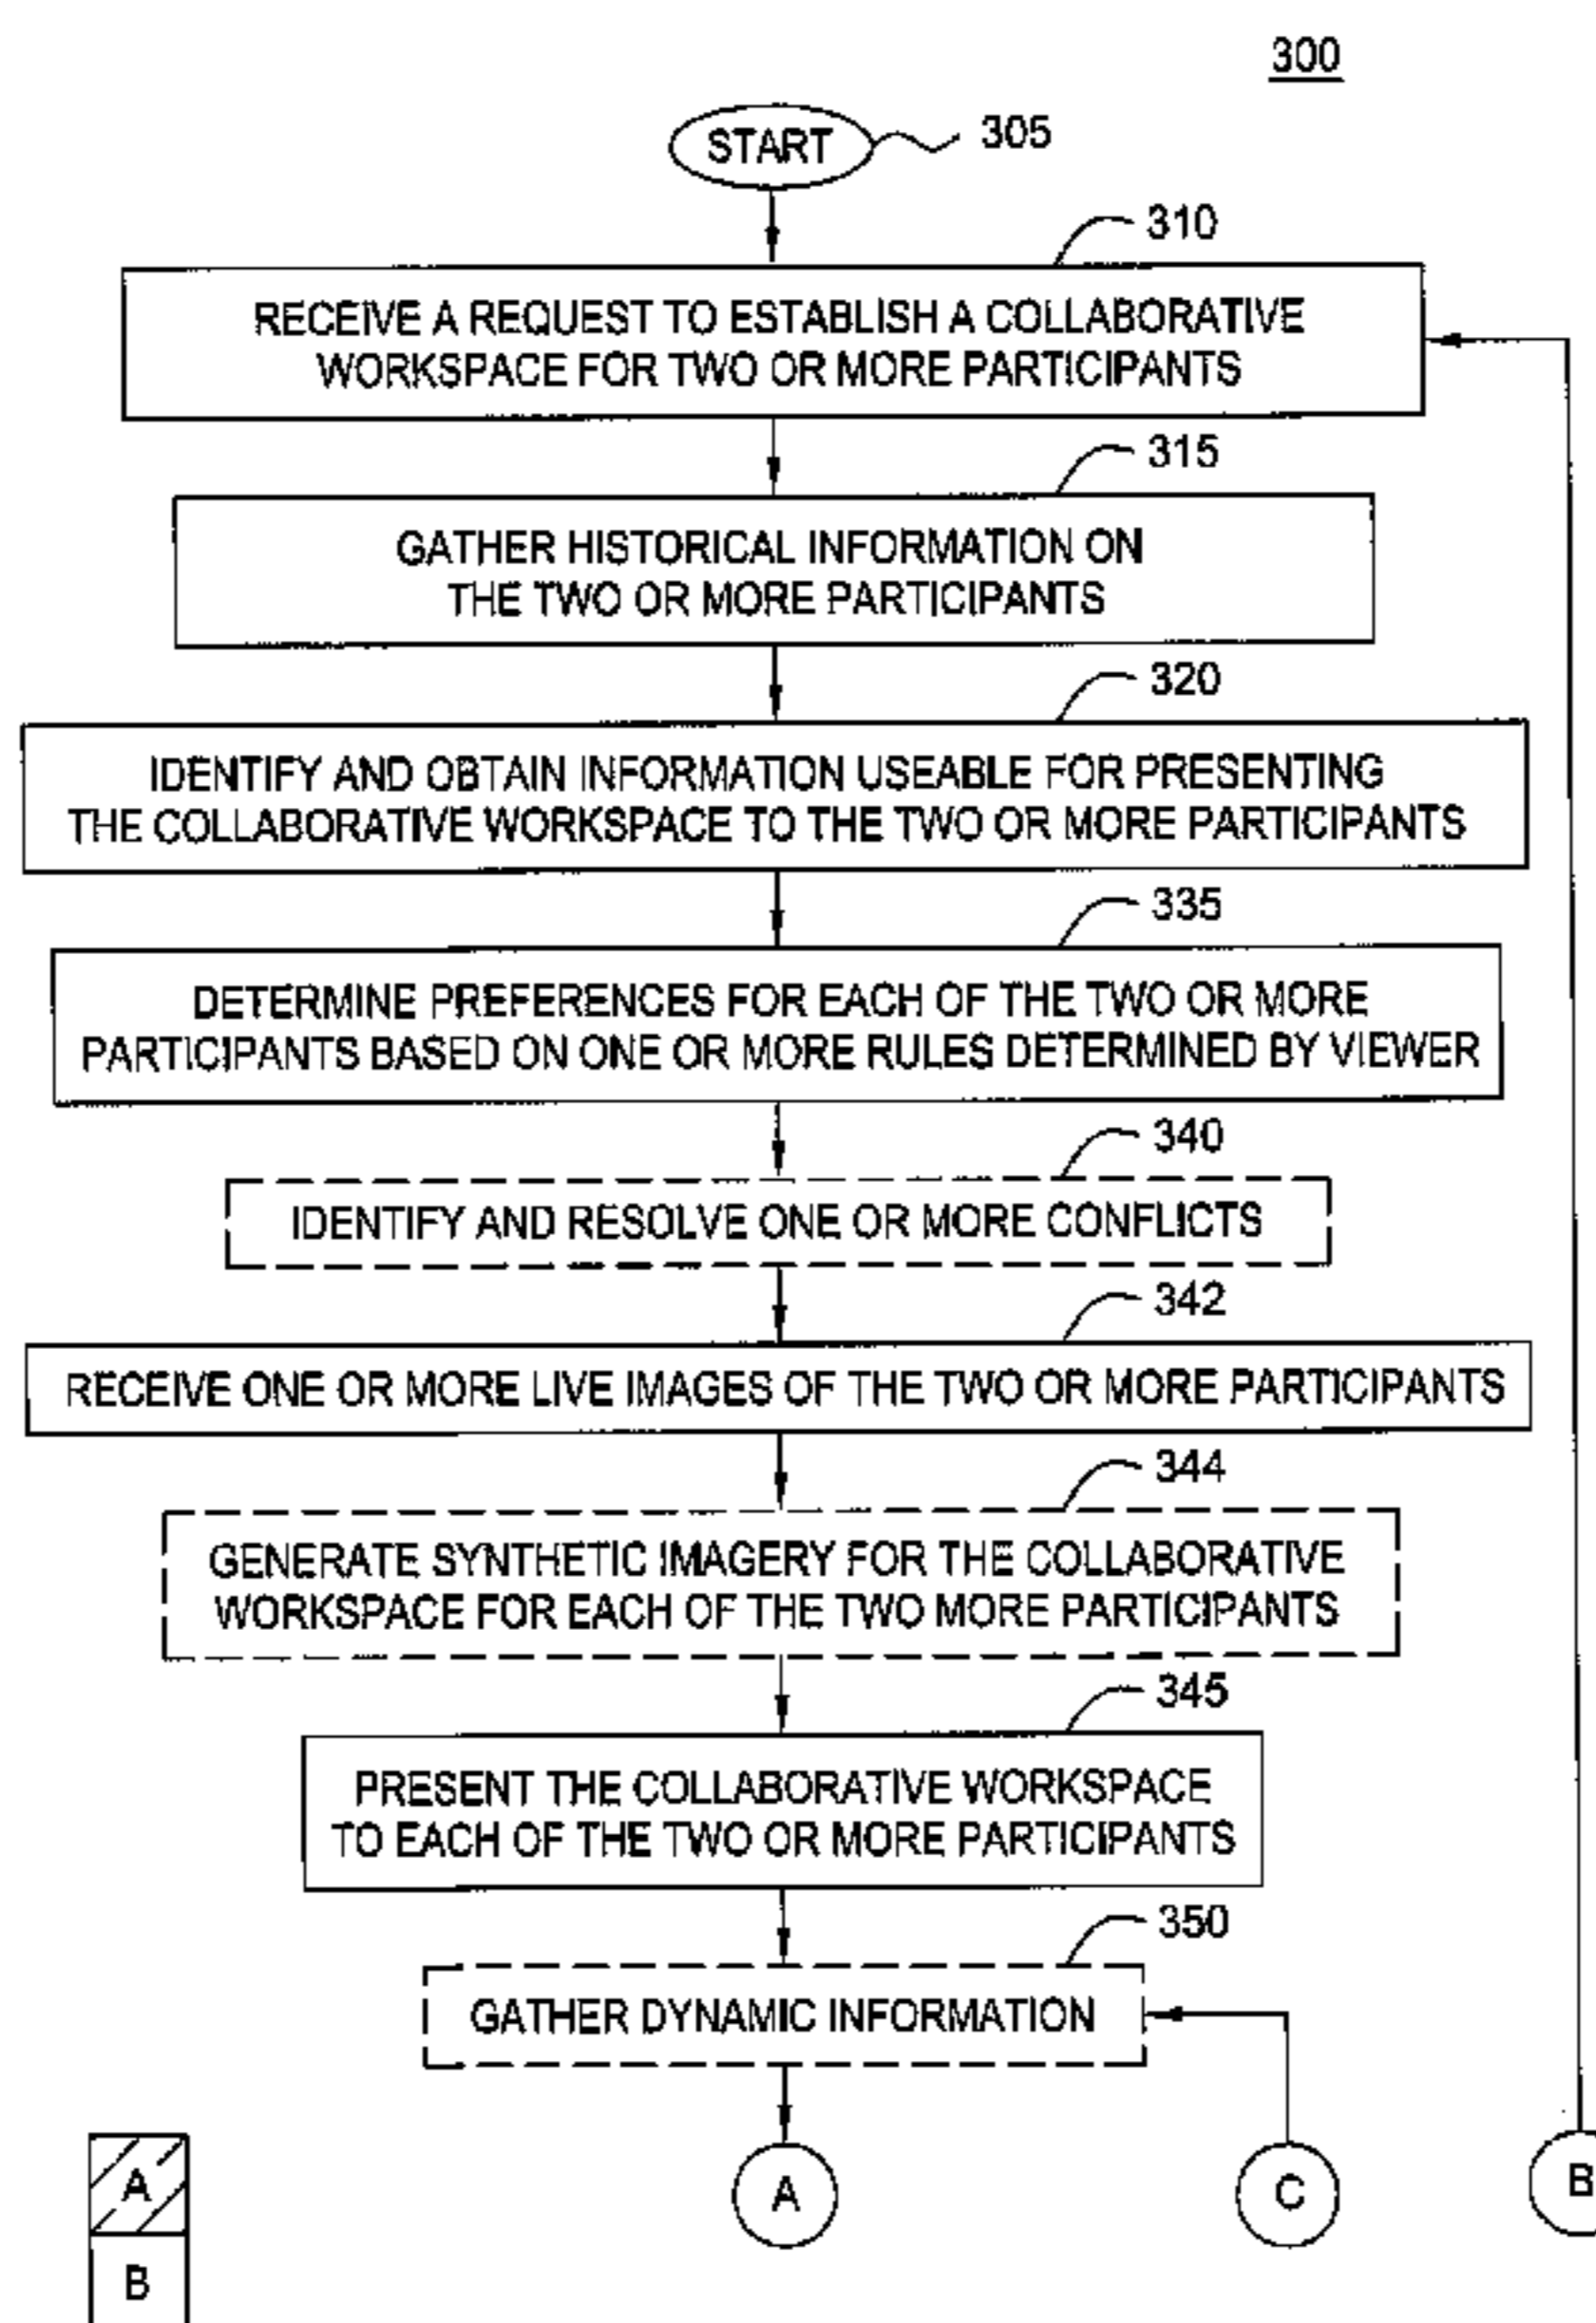 300
START
305
310
RECEIVE A REQUEST TO ESTABLISH A COLLABORATIVE
WORKSPACE FOR TWO OR MORE PARTICIPANTS
315
GATHER HISTORICAL INFORMATION ON
THE TWO OR MORE PARTICIPANTS
320
IDENTIFY AND OBTAIN INFORMATION USEABLE FOR PRESENTING
THE COLLABORATIVE WORKSPACE TO THE TWO OR MORE PARTICIPANTS
335
DETERMINE PREFERENCES FOR EACH OF THE TWO OR MORE
PARTICIPANTS BASED ON ONE OR MORE RULES DETERMINED BY VIEWER
340
IDENTIFY AND RESOLVE ONE OR MORE CONFLICTS
342
RECEIVE ONE OR MORE LIVE IMAGES OF THE TWO OR MORE PARTICIPANTS
344
GENERATE SYNTHETIC IMAGERY FOR THE COLLABORATIVE
WORKSPACE FOR EACH OF THE TWO MORE PARTICIPANTS
345
PRESENT THE COLLABORATIVE WORKSPACE
TO EACH OF THE TWO OR MORE PARTICIPANTS
350
GATHER DYNAMIC INFORMATION
A
A
C
B
B